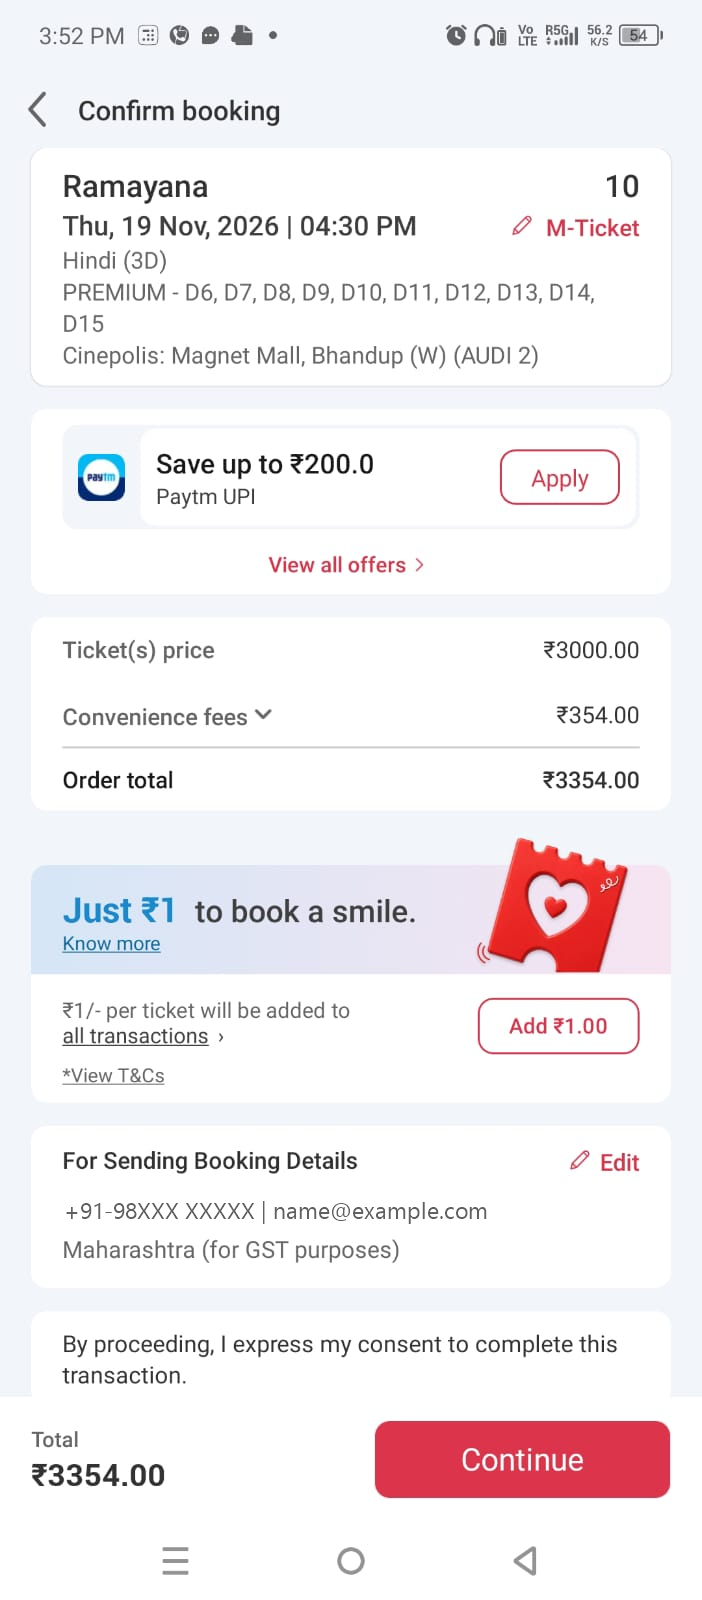 3:52 PM
Vo LTE R5G 56.2 K/S 54
Confirm booking
Ramayana 10
Thu, 19 Nov, 2026 | 04:30 PM M-Ticket
Hindi (3D)
PREMIUM - D6, D7, D8, D9, D10, D11, D12, D13, D14,
D15
Cinepolis: Magnet Mall, Bhandup (W) (AUDI 2)
paytm
Save up to ₹200.0
Paytm UPI
Apply
View all offers >
Ticket(s) price ₹3000.00
Convenience fees ₹354.00
Order total ₹3354.00
Just ₹1 to book a smile.
Know more
₹1/- per ticket will be added to
all transactions ›
Add ₹1.00
*View T&Cs
For Sending Booking Details Edit
+91-98XXX XXXXX | name@example.com
Maharashtra (for GST purposes)
By proceeding, I express my consent to complete this
transaction.
Total
₹3354.00
Continue